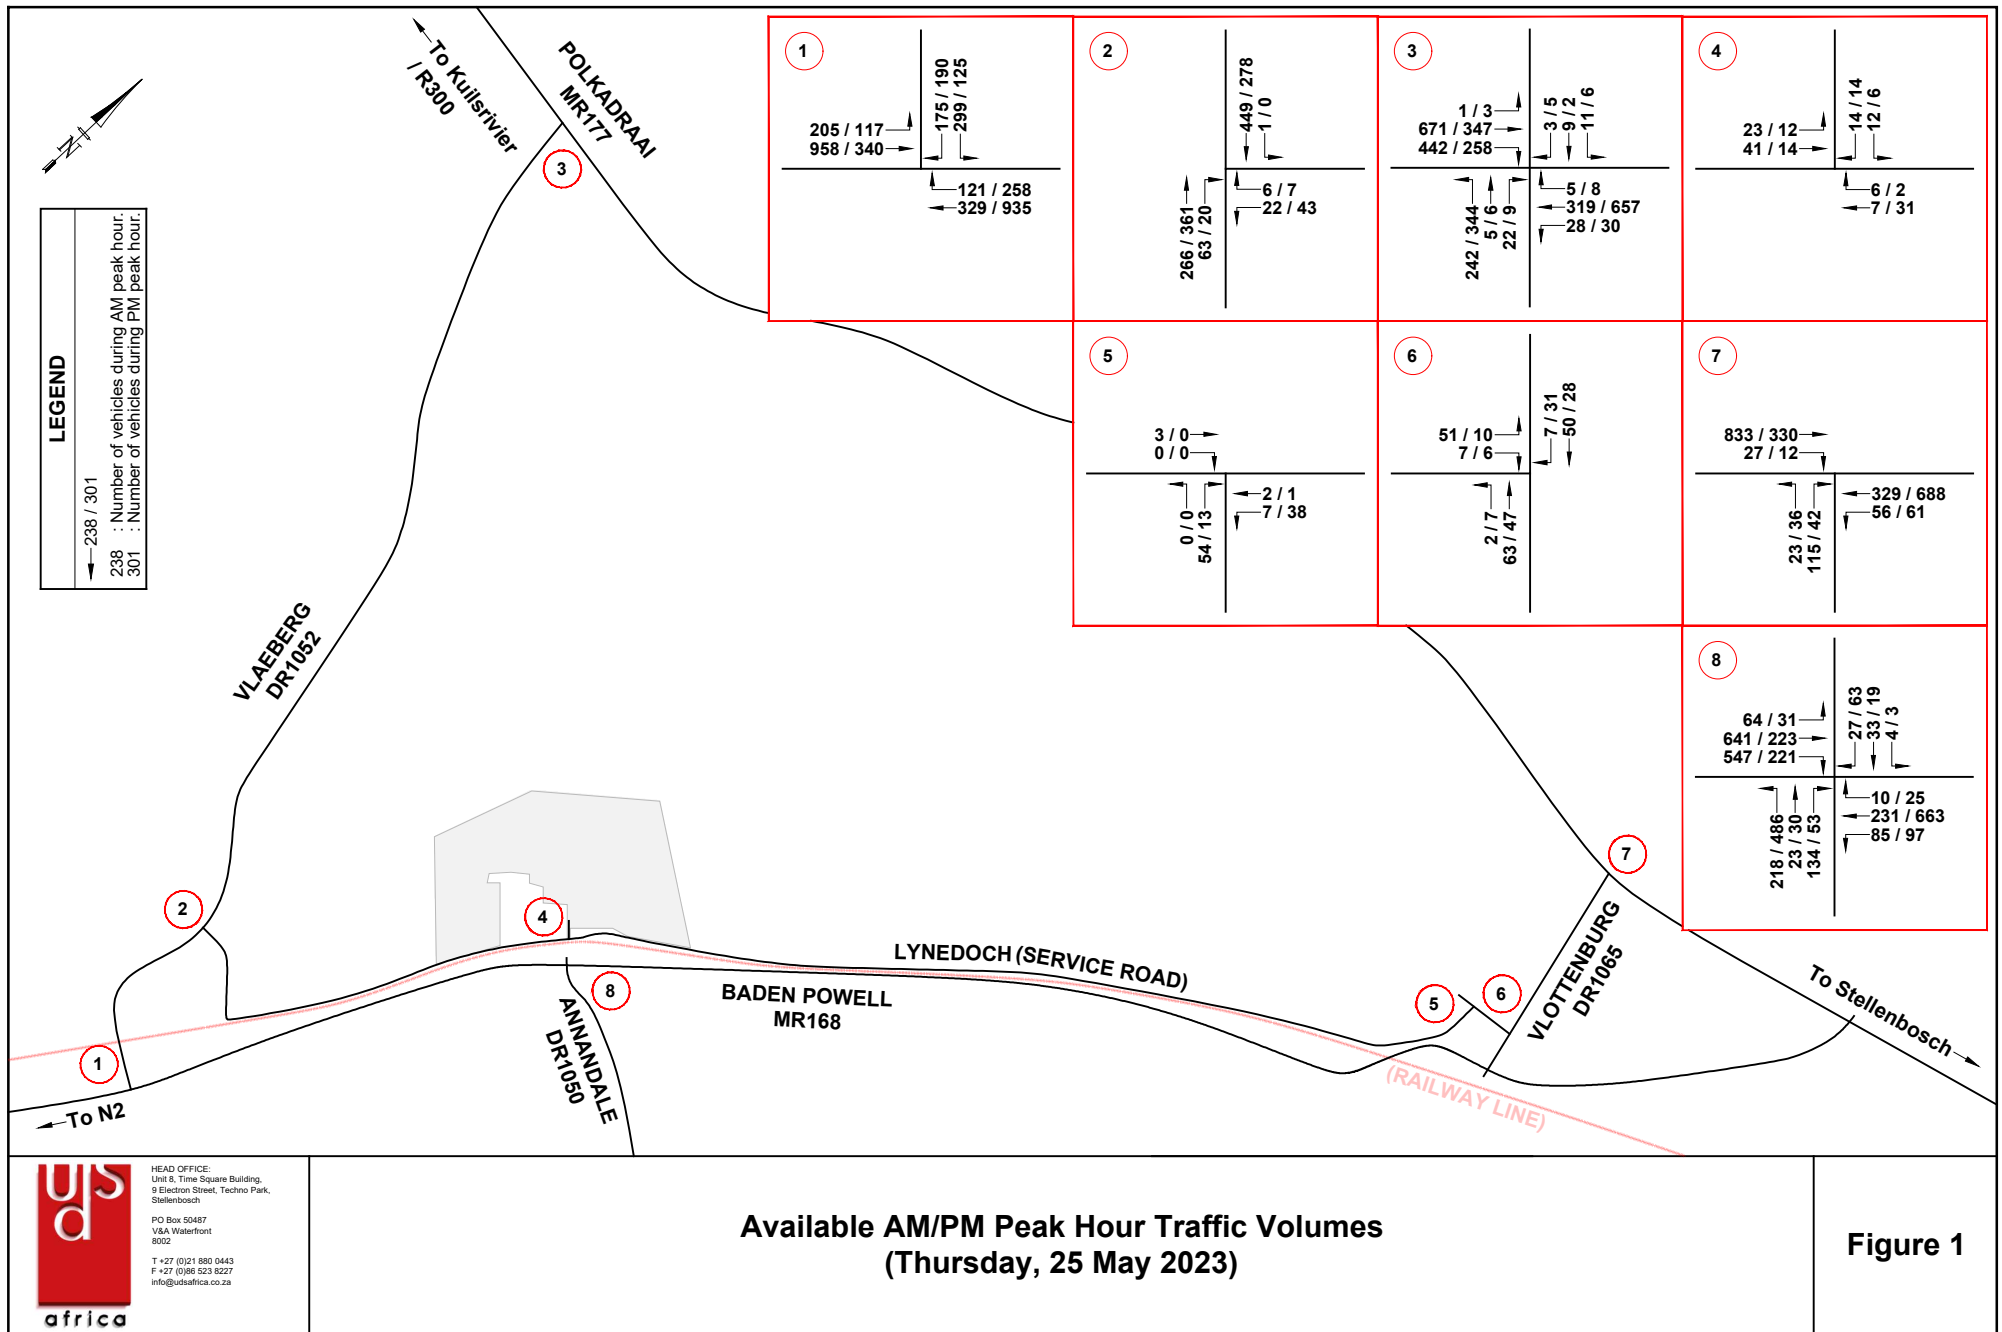 To Kuilsrivier
/ R300
POLKADRAAI
MR177
N
LEGEND
238 / 301
238 : Number of vehicles during AM peak hour.
301 : Number of vehicles during PM peak hour.
VLAEBERG
DR1052
1
2
3
4
5
6
7
8
LYNEDOCH (SERVICE ROAD)
BADEN POWELL
MR168
ANNANDALE
DR1050
VLOTTENBURG
DR1065
To Stellenbosch
To N2
(RAILWAY LINE)
1
205 / 117
958 / 340
175 / 190
299 / 125
121 / 258
329 / 935
2
449 / 278
1 / 0
266 / 361
63 / 20
6 / 7
22 / 43
3
1 / 3
671 / 347
442 / 258
3 / 5
9 / 2
11 / 6
242 / 344
5 / 6
22 / 9
5 / 8
319 / 657
28 / 30
4
23 / 12
41 / 14
14 / 14
12 / 6
6 / 2
7 / 31
5
3 / 0
0 / 0
0 / 0
54 / 13
2 / 1
7 / 38
6
51 / 10
7 / 6
7 / 31
50 / 28
2 / 7
63 / 47
7
833 / 330
27 / 12
23 / 36
115 / 42
329 / 688
56 / 61
8
64 / 31
641 / 223
547 / 221
27 / 63
33 / 19
4 / 3
218 / 486
23 / 30
134 / 53
10 / 25
231 / 663
85 / 97
uds
africa
HEAD OFFICE:
Unit 8, Time Square Building,
9 Electron Street, Techno Park,
Stellenbosch
PO Box 50487
V&A Waterfront
8002
T +27 (0)21 880 0443
F +27 (0)86 523 8227
info@udsafrica.co.za
Available AM/PM Peak Hour Traffic Volumes
(Thursday, 25 May 2023)
Figure 1